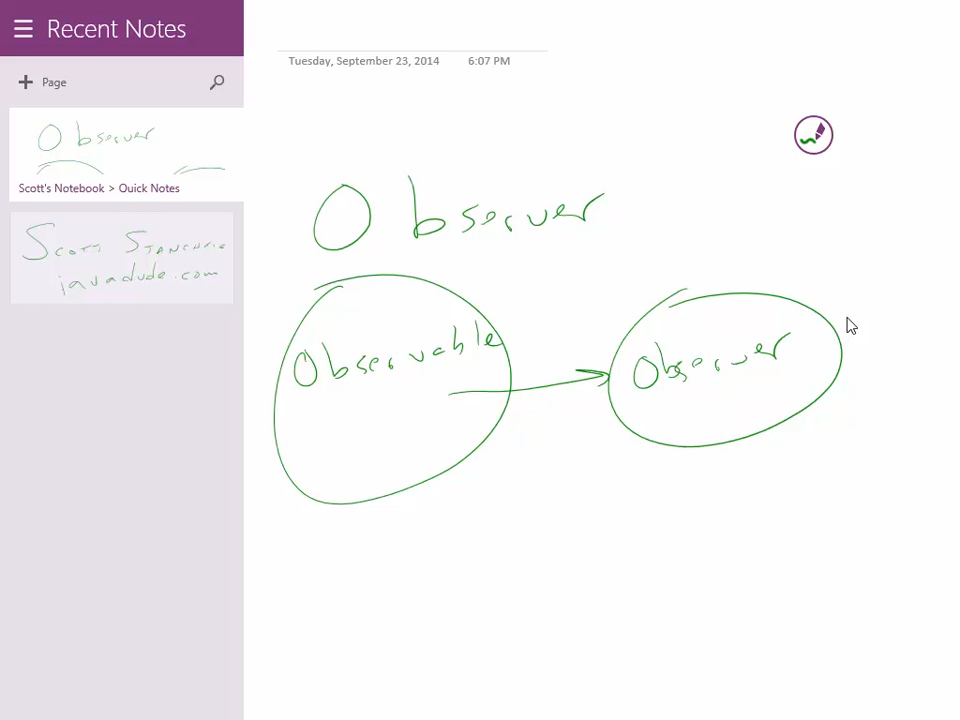 Recent Notes
Page
Observer
Scott's Notebook > Quick Notes
Scott Stanchfield
javadude.com
Tuesday, September 23, 2014 6:07 PM
Observer
Observable
Observer